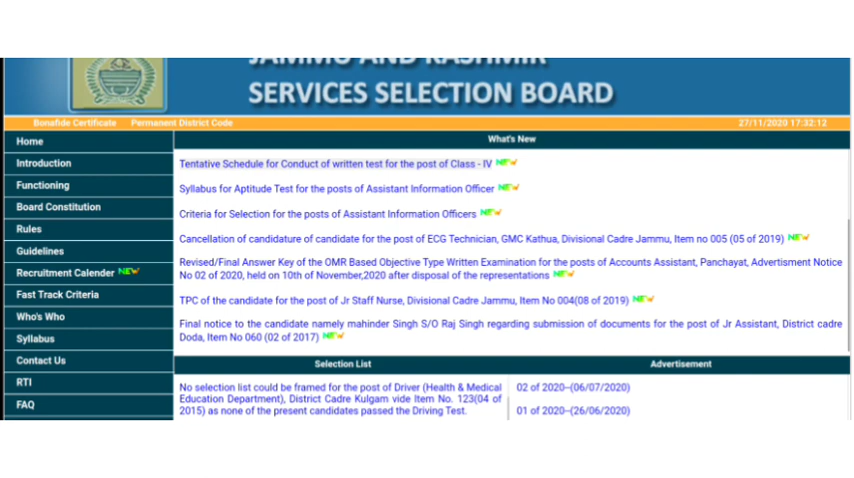 JAMMU AND KASHMIR
SERVICES SELECTION BOARD
Bonafide Certificate Permanent District Code 27/11/2020 17:32:12
Home
Introduction
Functioning
Board Constitution
Rules
Guidelines
Recruitment Calender NEW
Fast Track Criteria
Who's Who
Syllabus
Contact Us
RTI
FAQ
What's New
Tentative Schedule for Conduct of written test for the post of Class - IV NEW
Syllabus for Aptitude Test for the posts of Assistant Information Officer NEW
Criteria for Selection for the posts of Assistant Information Officers NEW
Cancellation of candidature of candidate for the post of ECG Technician, GMC Kathua, Divisional Cadre Jammu, Item no 005 (05 of 2019) NEW
Revised/Final Answer Key of the OMR Based Objective Type Written Examination for the posts of Accounts Assistant, Panchayat, Advertisment Notice
No 02 of 2020, held on 10th of November,2020 after disposal of the representations NEW
TPC of the candidate for the post of Jr Staff Nurse, Divisional Cadre Jammu, Item No 004(08 of 2019) NEW
Final notice to the candidate namely mahinder Singh S/O Raj Singh regarding submission of documents for the post of Jr Assistant, District cadre
Doda, Item No 060 (02 of 2017) NEW
Selection List
No selection list could be framed for the post of Driver (Health & Medical
Education Department), District Cadre Kulgam vide Item No. 123(04 of
2015) as none of the present candidates passed the Driving Test.
Advertisement
02 of 2020--(06/07/2020)
01 of 2020--(26/06/2020)